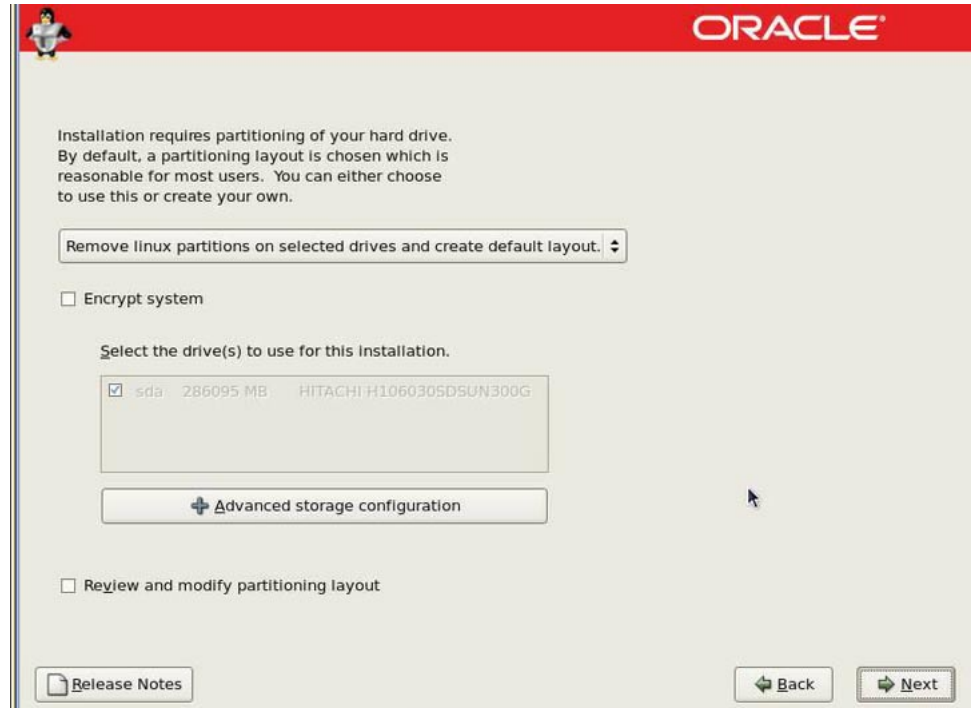 ORACLE®
Installation requires partitioning of your hard drive.
By default, a partitioning layout is chosen which is
reasonable for most users.  You can either choose
to use this or create your own.
Remove linux partitions on selected drives and create default layout.
Encrypt system
Select the drive(s) to use for this installation.
sda 286095 MB HITACHI H106030SDSUN300G
Advanced storage configuration
Review and modify partitioning layout
Release Notes
Back
Next